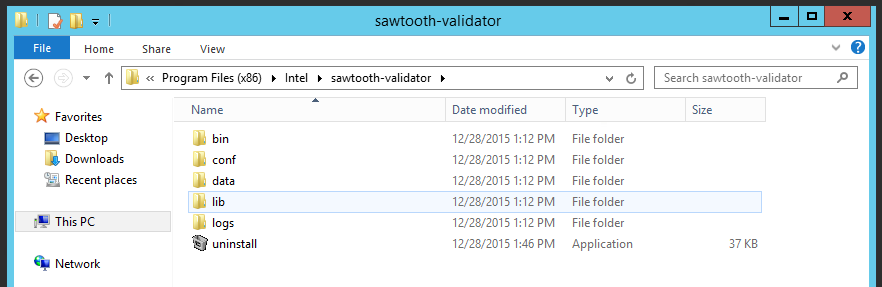 sawtooth-validator
File Home Share View
« Program Files (x86) Intel sawtooth-validator Search sawtooth-validator
Name Date modified Type Size
Favorites
Desktop
Downloads
Recent places
This PC
Network
bin 12/28/2015 1:12 PM File folder
conf 12/28/2015 1:12 PM File folder
data 12/28/2015 1:12 PM File folder
lib 12/28/2015 1:12 PM File folder
logs 12/28/2015 1:12 PM File folder
uninstall 12/28/2015 1:46 PM Application 37 KB